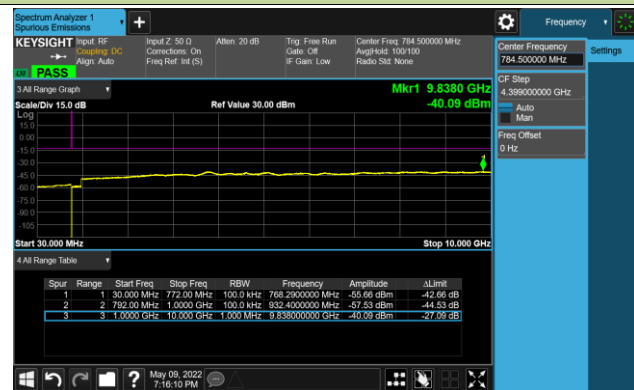 Spectrum Analyzer 1
Spurious Emissions
Frequency
KEYSIGHT
Input: RF
Coupling: DC
Align: Auto
Input Z: 50 Ω
Corrections: On
Freq Ref: Int (S)
Atten: 20 dB
Trig: Free Run
Gate: Off
IF Gain: Low
Center Freq: 784.500000 MHz
Avg|Hold: 100/100
Radio Std: None
PASS
Center Frequency
784.500000 MHz
Settings
CF Step
4.399000000 GHz
Auto
Man
Freq Offset
0 Hz
3 All Range Graph
Mkr1 9.8380 GHz
Scale/Div 15.0 dB
Ref Value 30.00 dBm
-40.09 dBm
Log
15.0
0.00
-15.0
-30.0
-45.0
-60.0
-75.0
-90.0
-105
1
Start 30.000 MHz
Stop 10.000 GHz
4 All Range Table
Spur Range Start Freq Stop Freq RBW Frequency Amplitude ΔLimit
1 1 30.000 MHz 772.00 MHz 100.0 kHz 768.2900000 MHz -55.66 dBm -42.66 dB
2 2 792.00 MHz 1.0000 GHz 100.0 kHz 932.4000000 MHz -57.53 dBm -44.53 dB
3 3 1.0000 GHz 10.000 GHz 1.000 MHz 9.838000000 GHz -40.09 dBm -27.09 dB
May 09, 2022
7:16:10 PM